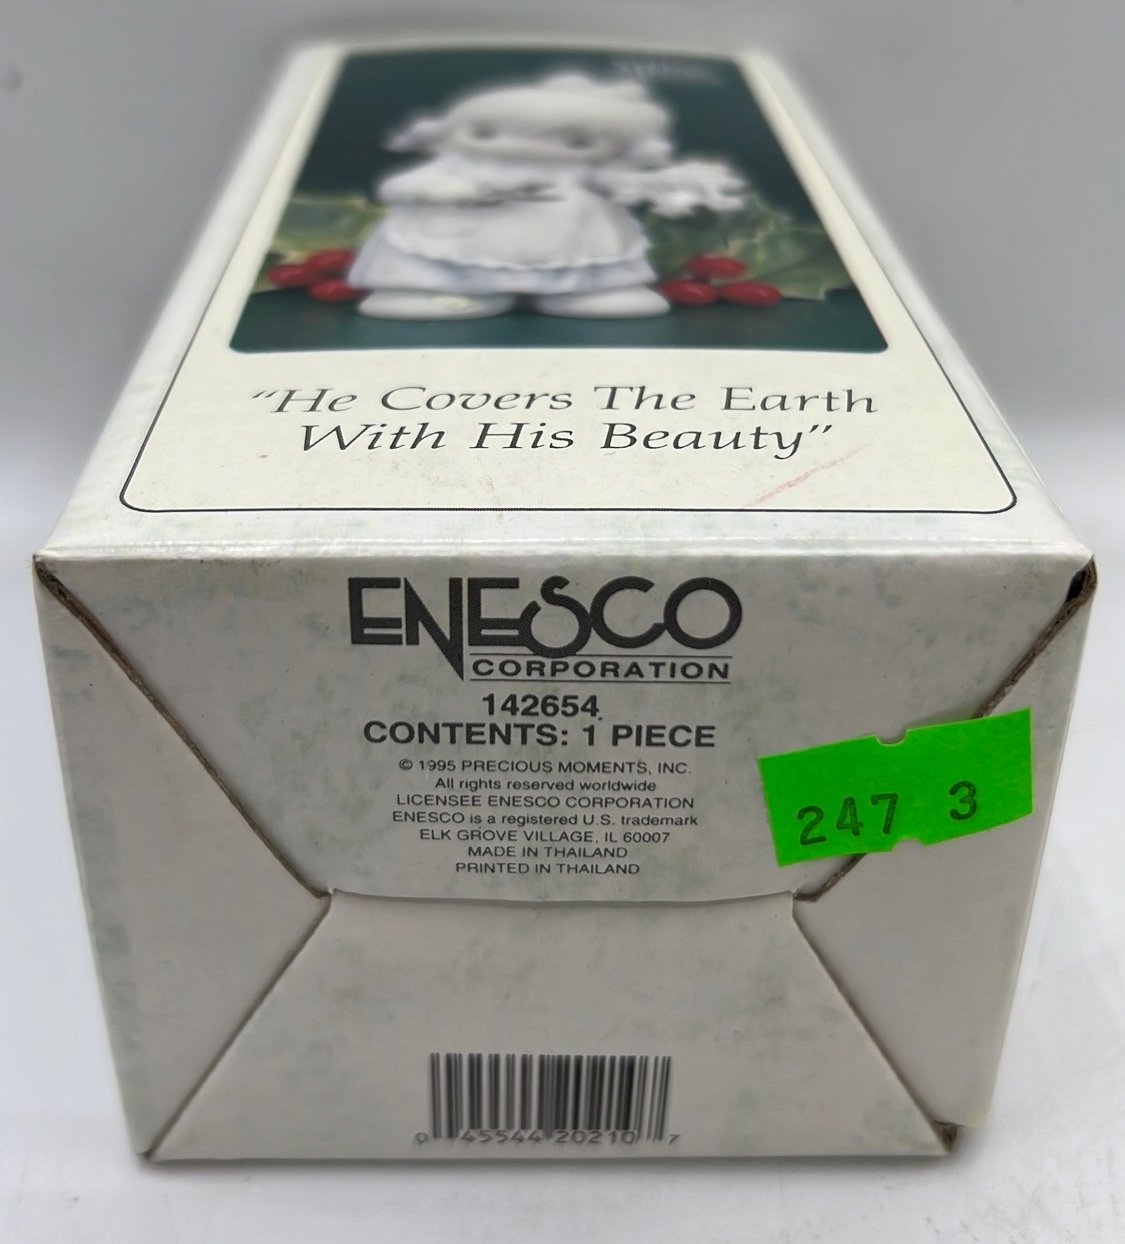 "He Covers The Earth
With His Beauty"
ENESCO
CORPORATION
142654
CONTENTS: 1 PIECE
© 1995 PRECIOUS MOMENTS, INC.
All rights reserved worldwide
LICENSEE ENESCO CORPORATION
ENESCO is a registered U.S. trademark
ELK GROVE VILLAGE, IL 60007
MADE IN THAILAND
PRINTED IN THAILAND
247 3
0 45544 20210 7